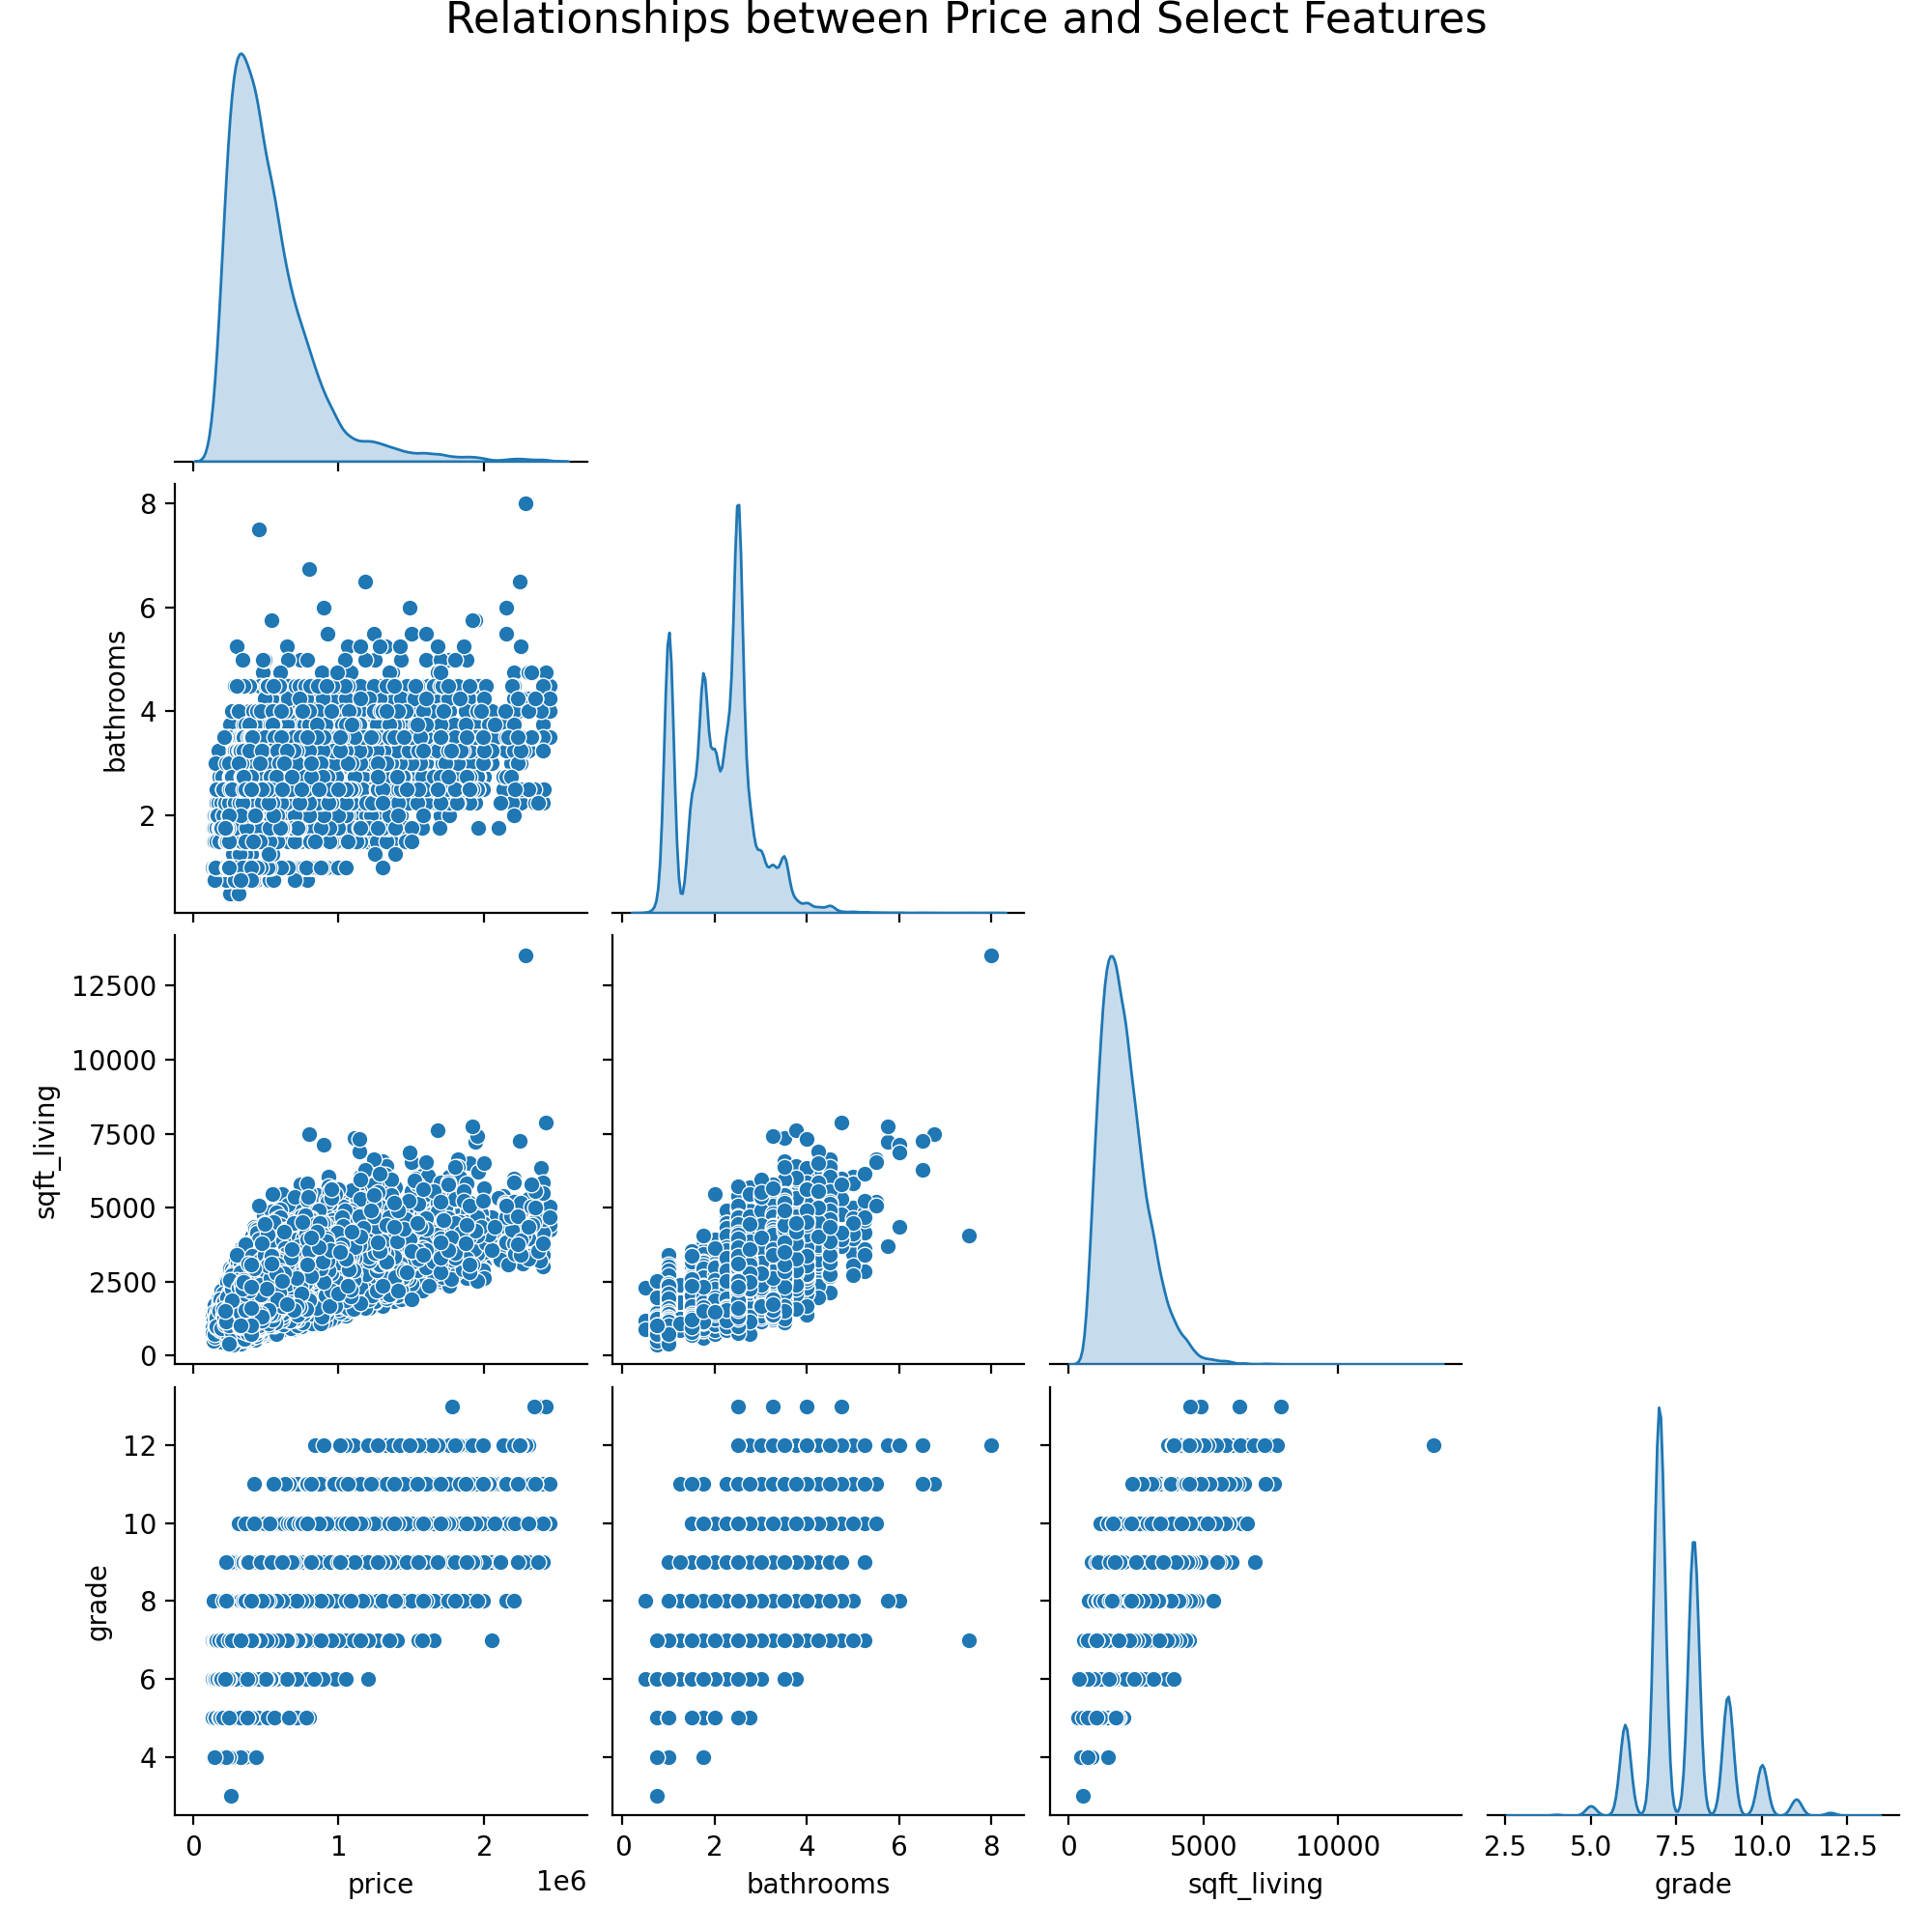 Relationships between Price and Select Features
8
6
4
2
bathrooms
12500
10000
7500
5000
2500
0
sqft_living
12
10
8
6
4
grade
0 1 2
1e6
price
0 2 4 6 8
bathrooms
0 5000 10000
sqft_living
2.5 5.0 7.5 10.0 12.5
grade